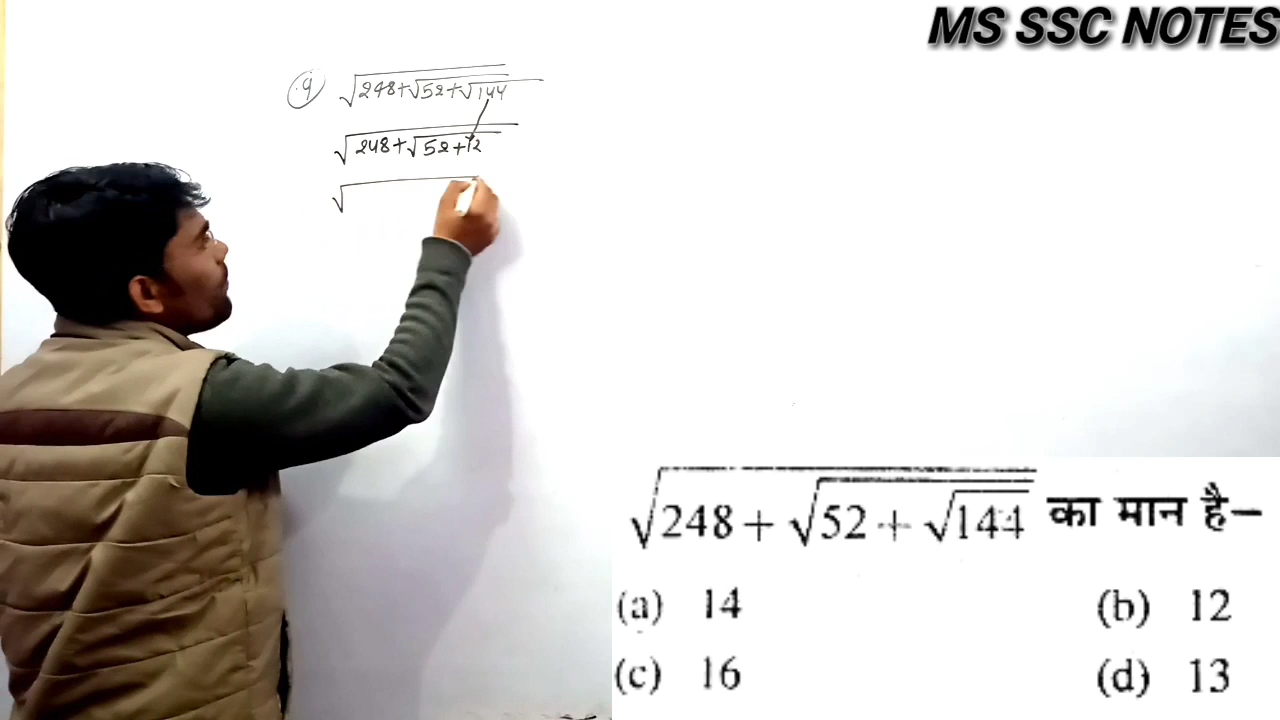 MS SSC NOTES
9 √248+√52+√144
√248+√52+12
√
√248 + √52 + √144 का मान है—
(a) 14
(b) 12
(c) 16
(d) 13